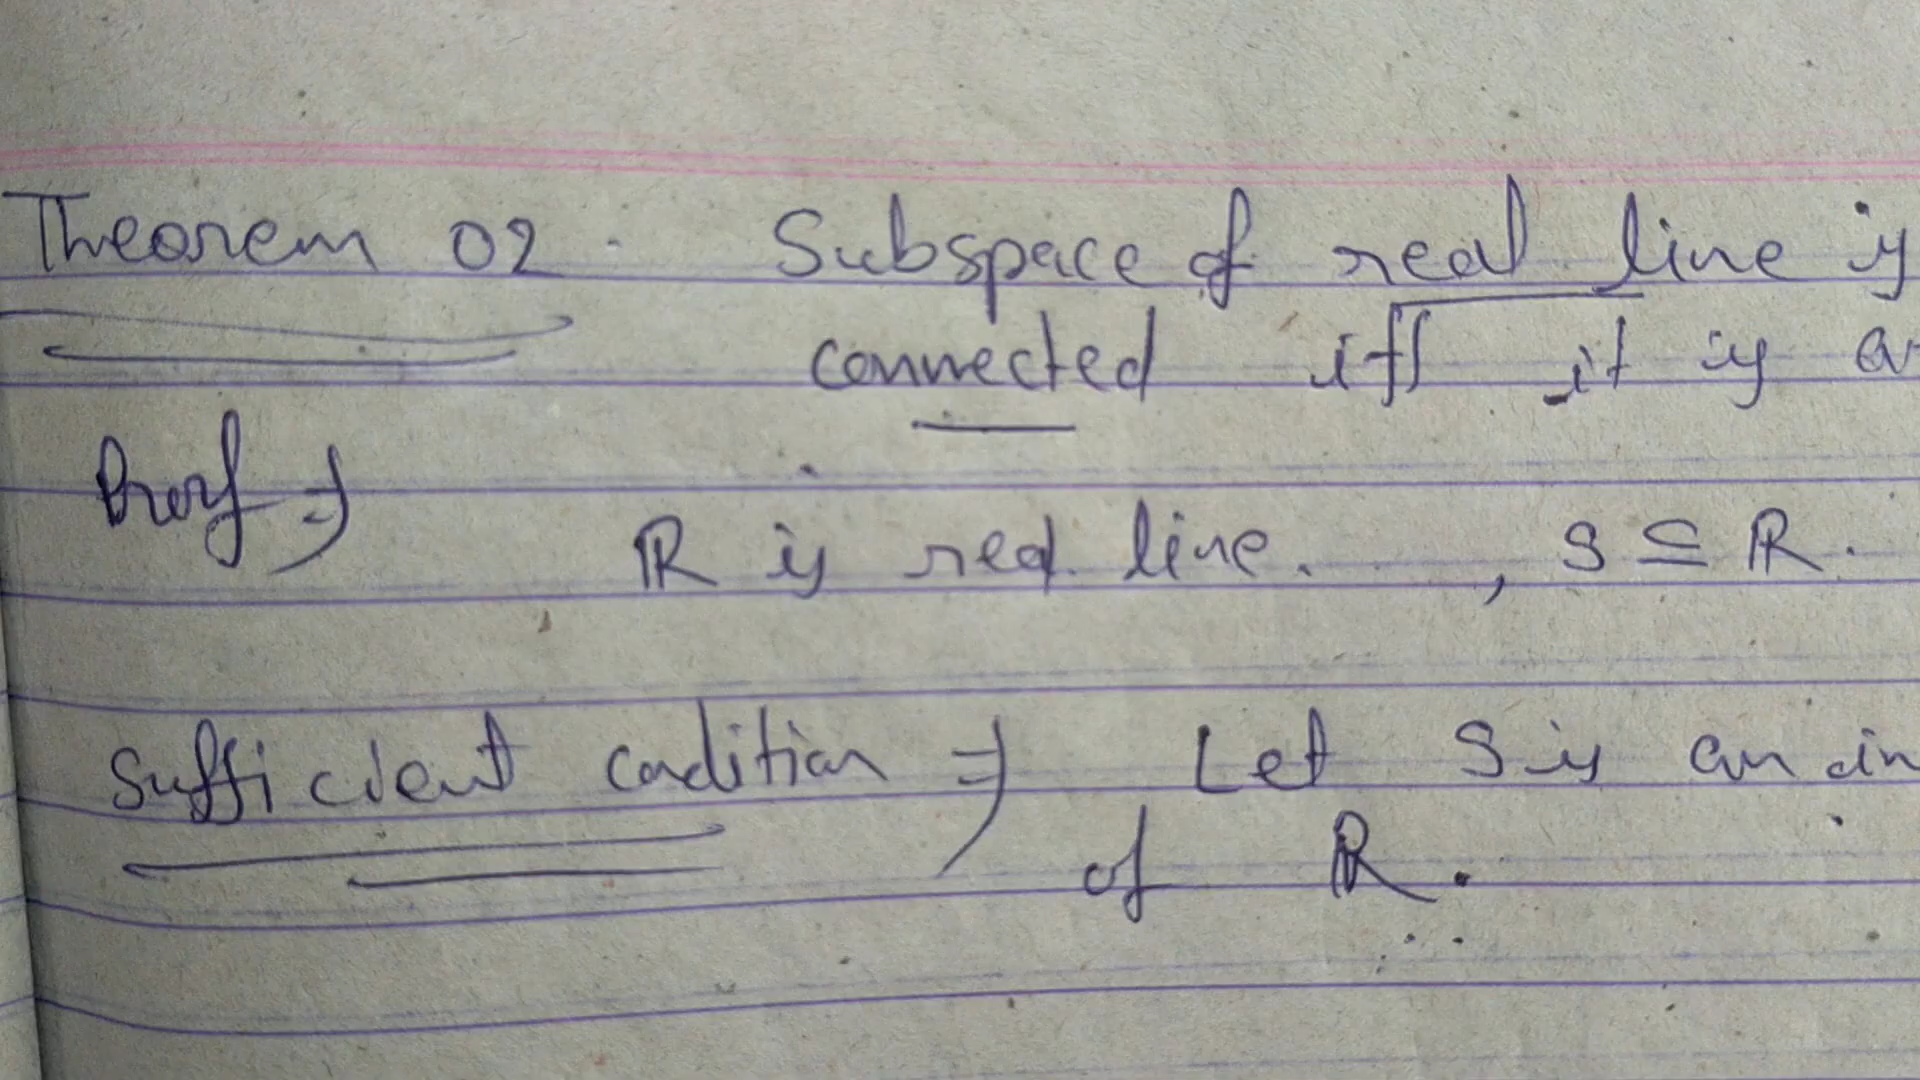 Theorem 02. Subspace of real line is
connected iff it is
Proof ⇒
R is real line. , S ⊆ R.
Sufficient condition ⇒ Let S is an in
of R.